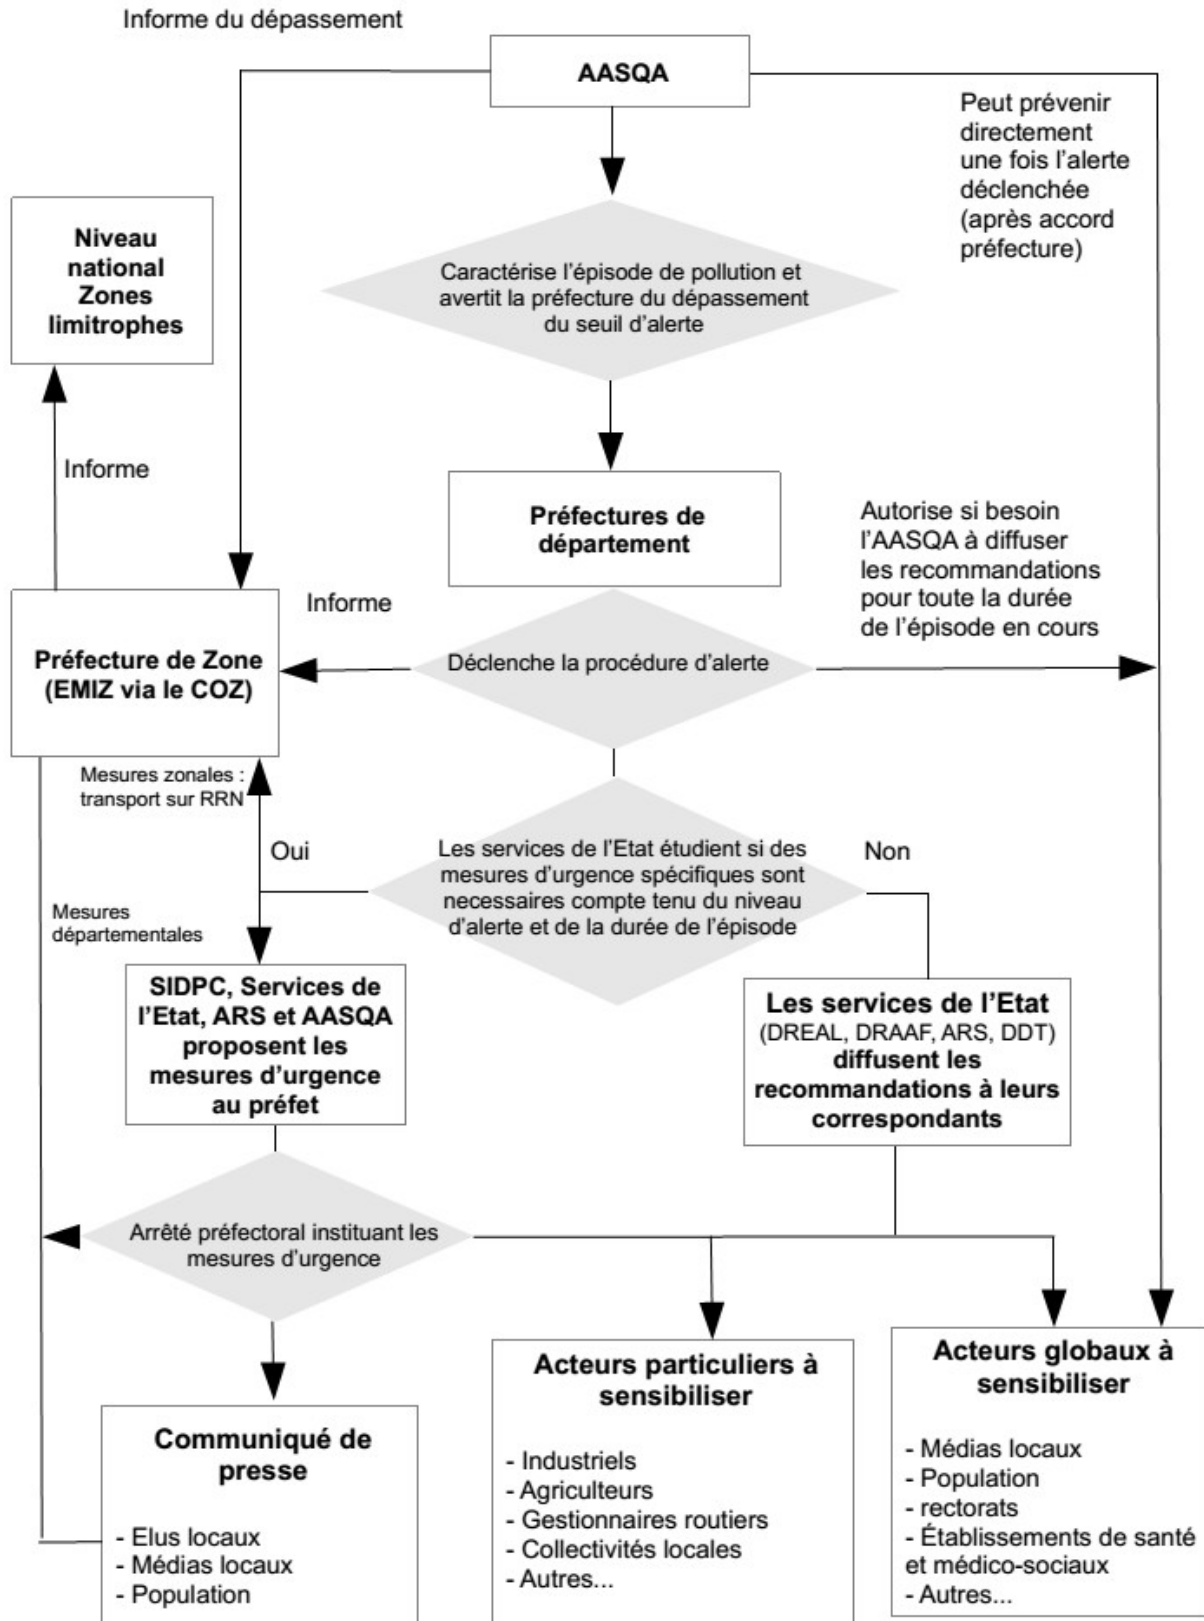 Informe du dépassement
AASQA
Peut prévenir
directement
une fois l'alerte
déclenchée
(après accord
préfecture)
Niveau
national
Zones
limitrophes
Caractérise l'épisode de pollution et
avertit la préfecture du dépassement
du seuil d'alerte
Informe
Préfectures de
département
Autorise si besoin
l'AASQA à diffuser
les recommandations
pour toute la durée
de l'épisode en cours
Informe
Préfecture de Zone
(EMIZ via le COZ)
Déclenche la procédure d'alerte
Mesures zonales :
transport sur RRN
Oui
Les services de l'Etat étudient si des
mesures d'urgence spécifiques sont
necessaires compte tenu du niveau
d'alerte et de la durée de l'épisode
Non
Mesures
départementales
SIDPC, Services de
l'Etat, ARS et AASQA
proposent les
mesures d'urgence
au préfet
Les services de l'Etat
(DREAL, DRAAF, ARS, DDT)
diffusent les
recommandations à leurs
correspondants
Arrêté préfectoral instituant les
mesures d'urgence
Communiqué de
presse
- Elus locaux
- Médias locaux
- Population
Acteurs particuliers à
sensibiliser
- Industriels
- Agriculteurs
- Gestionnaires routiers
- Collectivités locales
- Autres...
Acteurs globaux à
sensibiliser
- Médias locaux
- Population
- rectorats
- Établissements de santé
et médico-sociaux
- Autres...